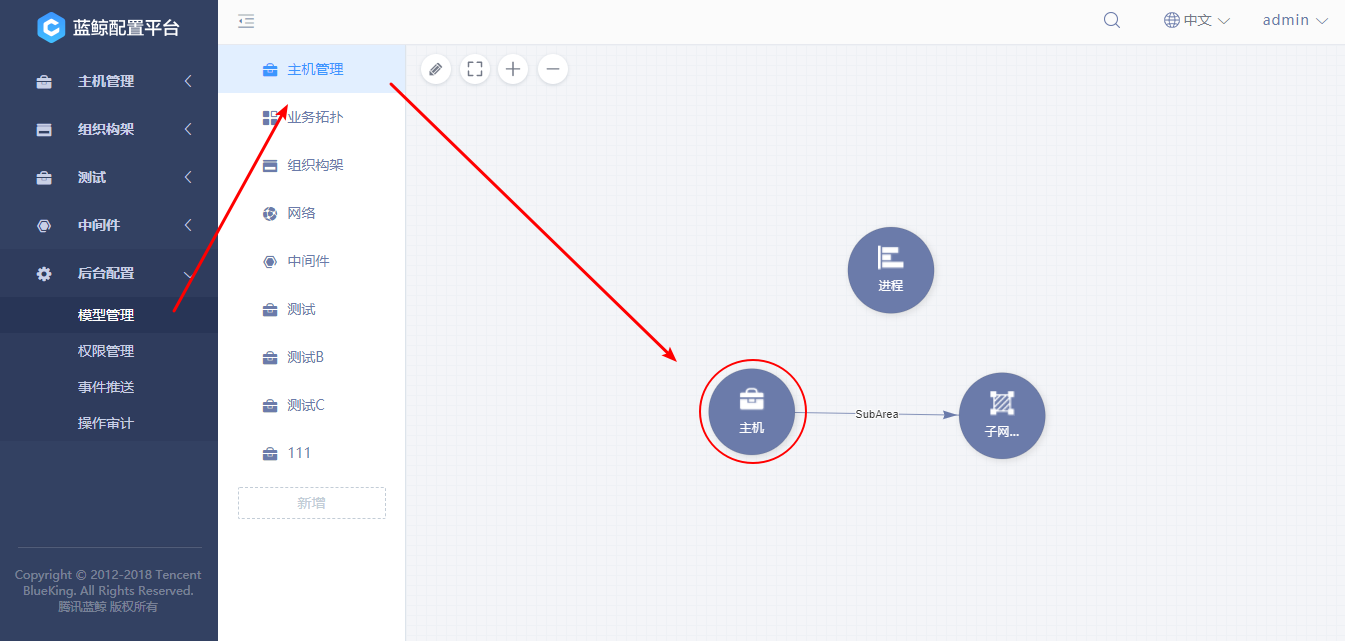 蓝鲸配置平台
主机管理
组织构架
测试
中间件
后台配置
模型管理
权限管理
事件推送
操作审计
Copyright © 2012-2018 Tencent
BlueKing. All Rights Reserved.
腾讯蓝鲸 版权所有
中文
admin
主机管理
业务拓扑
组织构架
网络
中间件
测试
测试B
测试C
111
新增
进程
主机
SubArea
子网...